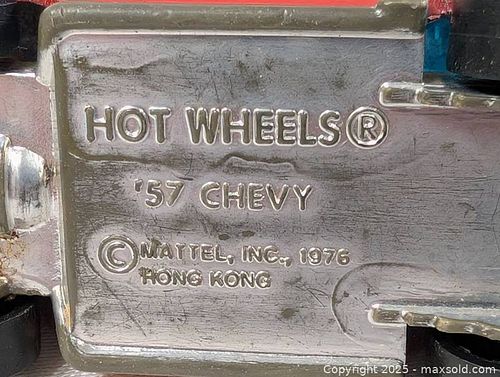 HOT WHEELS®
'57 CHEVY
© MATTEL, INC., 1976
HONG KONG
Copyright 2025 - maxsold.com